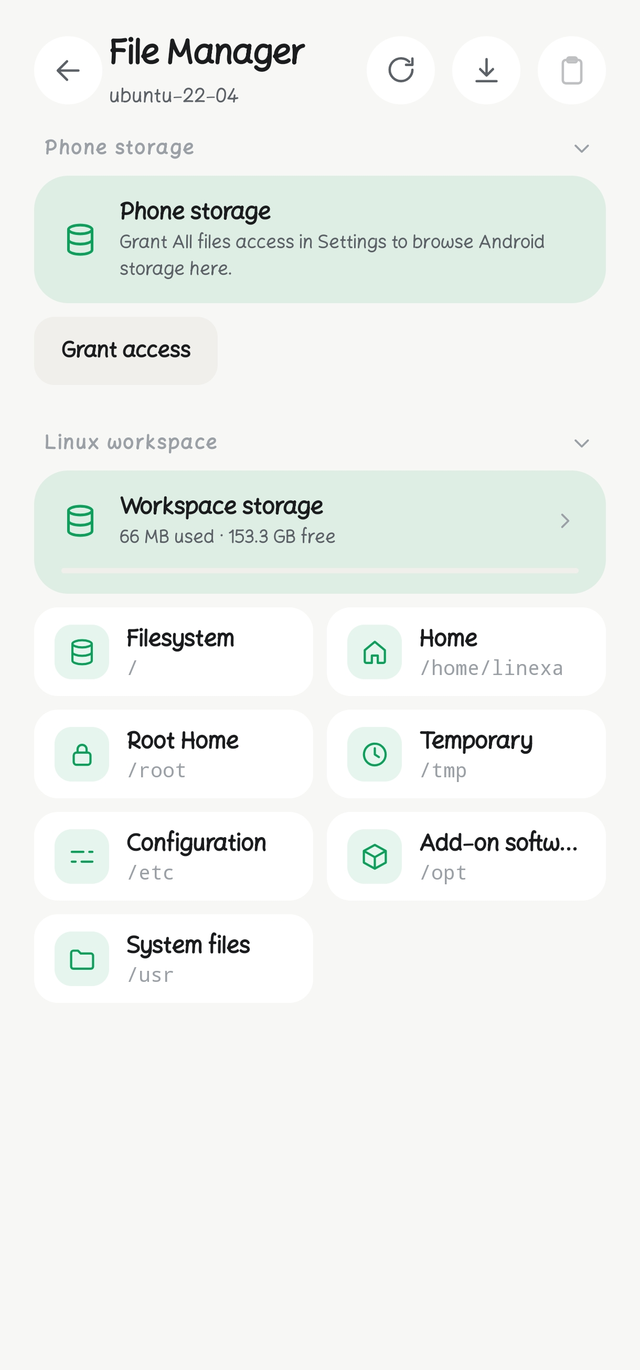 File Manager
ubuntu-22-04
Phone storage
Phone storage
Grant All files access in Settings to browse Android
storage here.
Grant access
Linux workspace
Workspace storage
66 MB used · 153.3 GB free
Filesystem
/
Home
/home/linexa
Root Home
/root
Temporary
/tmp
Configuration
/etc
Add-on softw...
/opt
System files
/usr